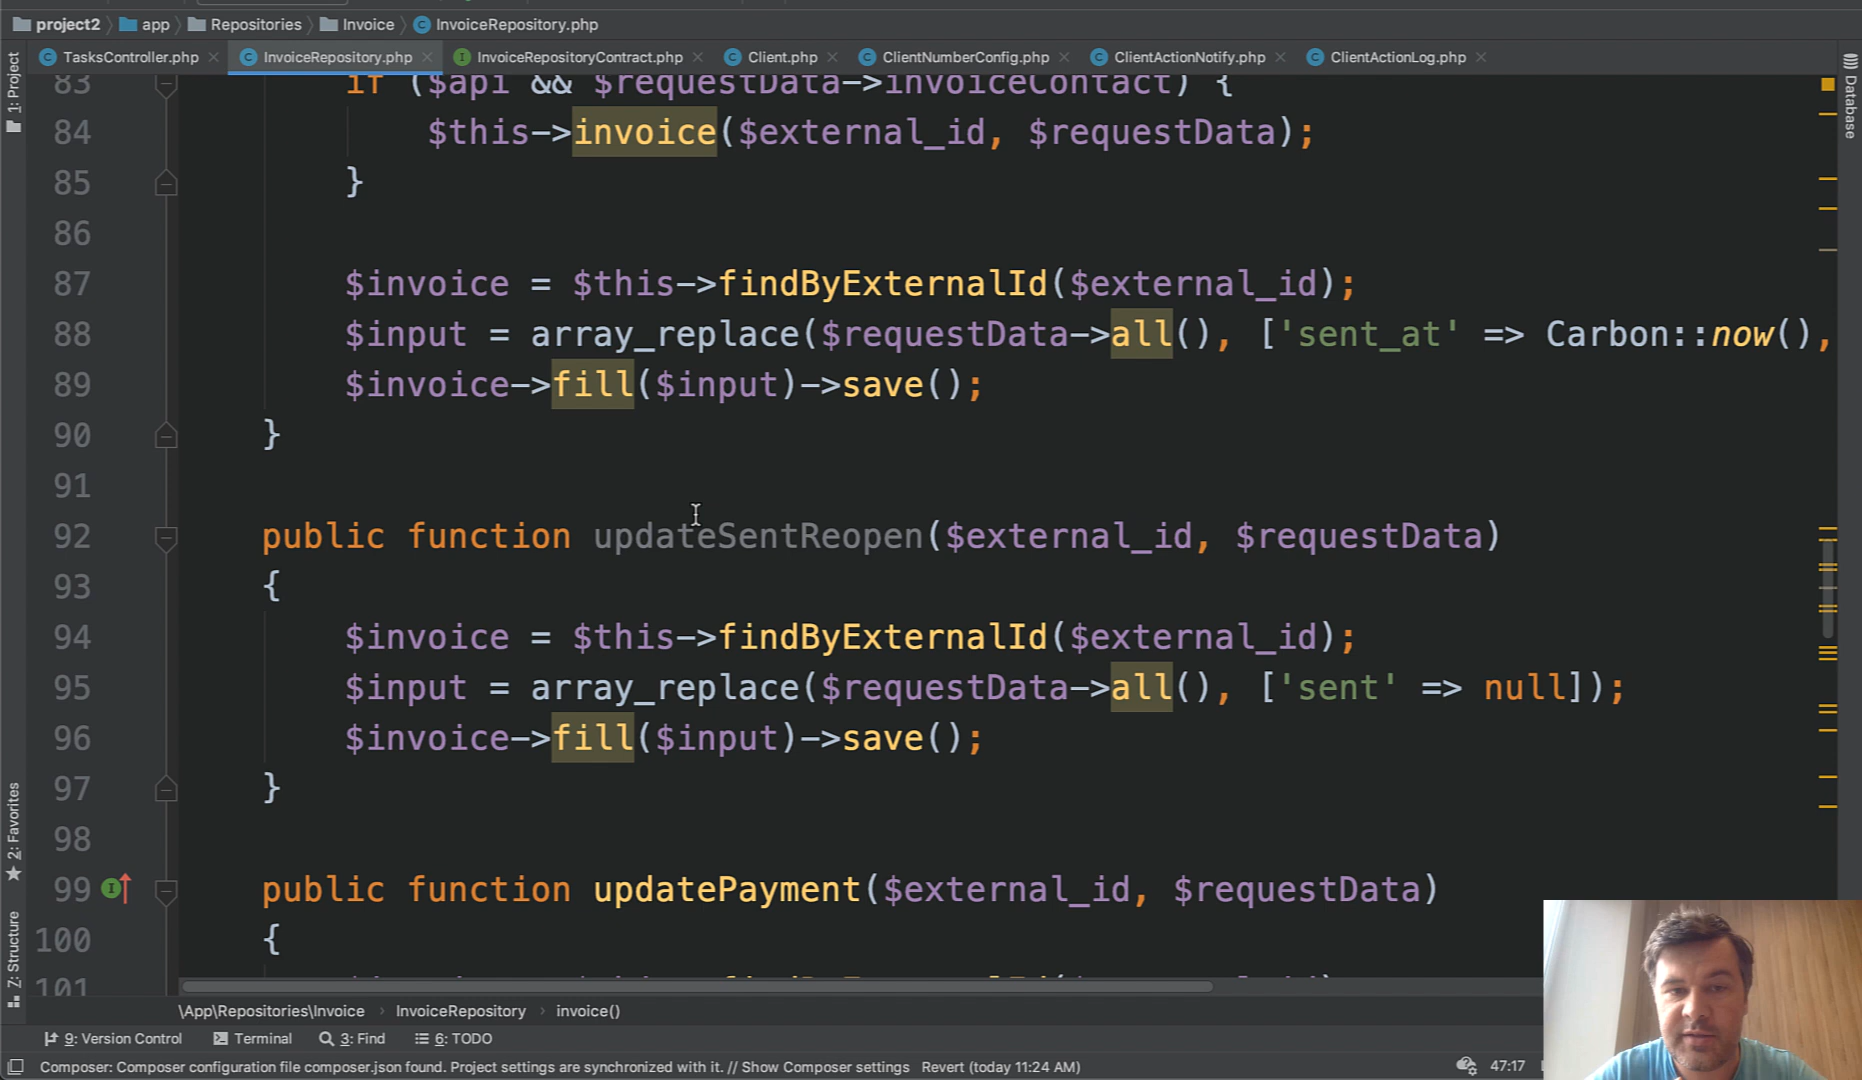 project2 app Repositories Invoice InvoiceRepository.php
TasksController.php InvoiceRepository.php InvoiceRepositoryContract.php Client.php ClientNumberConfig.php ClientActionNotify.php ClientActionLog.php
1: Project
Database
83 if ($api && $requestData->invoiceContact) {
84 $this->invoice($external_id, $requestData);
85 }
86
87 $invoice = $this->findByExternalId($external_id);
88 $input = array_replace($requestData->all(), ['sent_at' => Carbon::now(),
89 $invoice->fill($input)->save();
90 }
91
92 public function updateSentReopen($external_id, $requestData)
93 {
94 $invoice = $this->findByExternalId($external_id);
95 $input = array_replace($requestData->all(), ['sent' => null]);
96 $invoice->fill($input)->save();
97 }
98
99 public function updatePayment($external_id, $requestData)
100 {
101
2: Favorites
Z: Structure
\App\Repositories\Invoice InvoiceRepository invoice()
9: Version Control Terminal 3: Find 6: TODO
Composer: Composer configuration file composer.json found. Project settings are synchronized with it. // Show Composer settings Revert (today 11:24 AM) 47:17